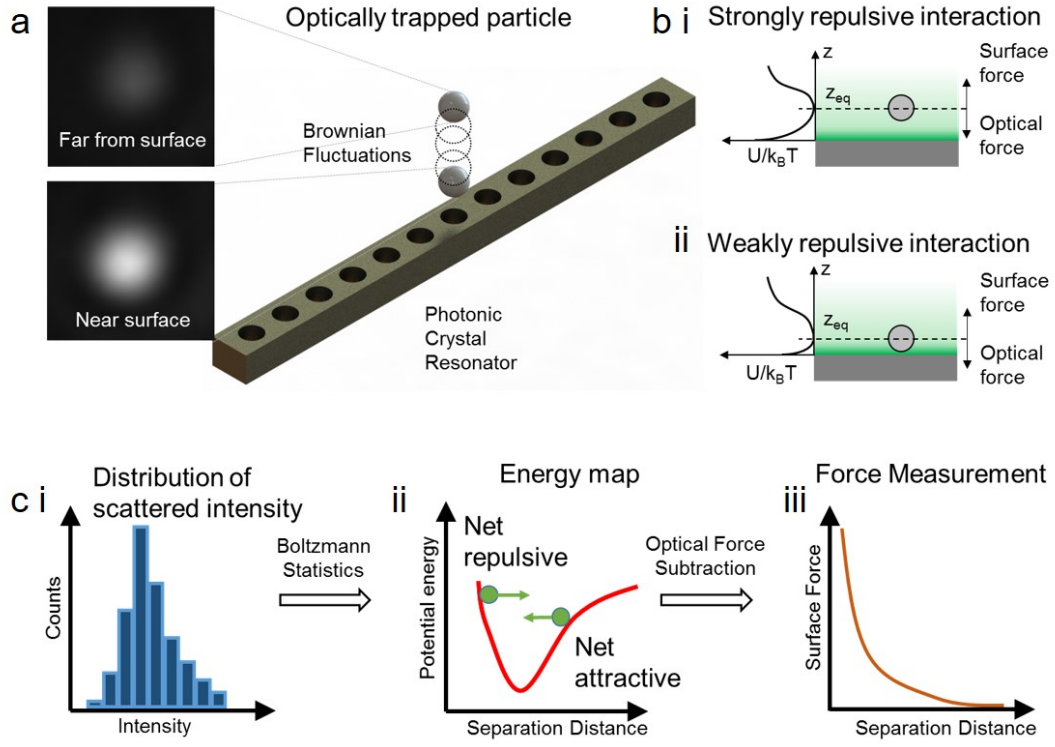 a
Optically trapped particle
Far from surface
Near surface
Brownian
Fluctuations
Photonic
Crystal
Resonator
b i
Strongly repulsive interaction
z
z_eq
U/k_BT
Surface
force
Optical
force
ii
Weakly repulsive interaction
z
z_eq
U/k_BT
Surface
force
Optical
force
c i
Distribution of
scattered intensity
Counts
Intensity
Boltzmann
Statistics
ii
Energy map
Net
repulsive
Net
attractive
Potential energy
Separation Distance
Optical Force
Subtraction
iii
Force Measurement
Surface Force
Separation Distance